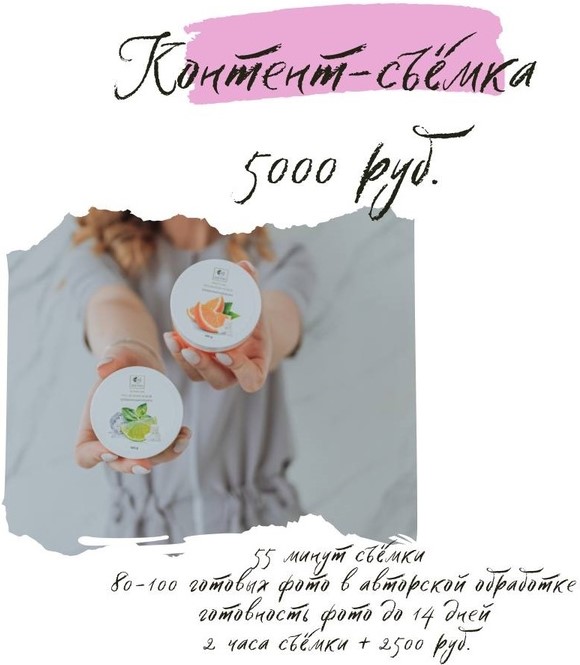 Контент-съёмка
5000 руб.
55 минут съёмки
80-100 готовых фото в авторской обработке
готовность фото до 14 дней
2 часа съёмки + 2500 руб.